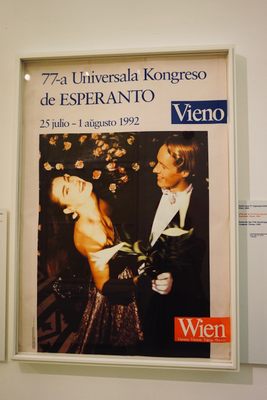 77-a Universala Kongreso
de ESPERANTO
25 julio – 1 aŭgusto 1992
Vieno
Wien